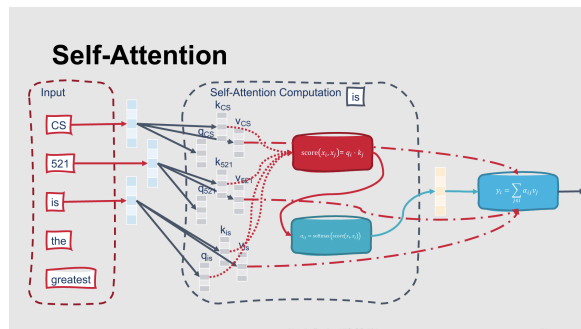 Self-Attention
Input
Self-Attention Computation
is
CS
521
is
the
greatest
k_CS
q_CS
v_CS
k_521
q_521
v_521
k_is
q_is
v_is
score(x_i, x_j) = q_i · k_j
α_ij = softmax(score(x_i, x_j))
y_i = ∑_{j≤i} α_ij v_j